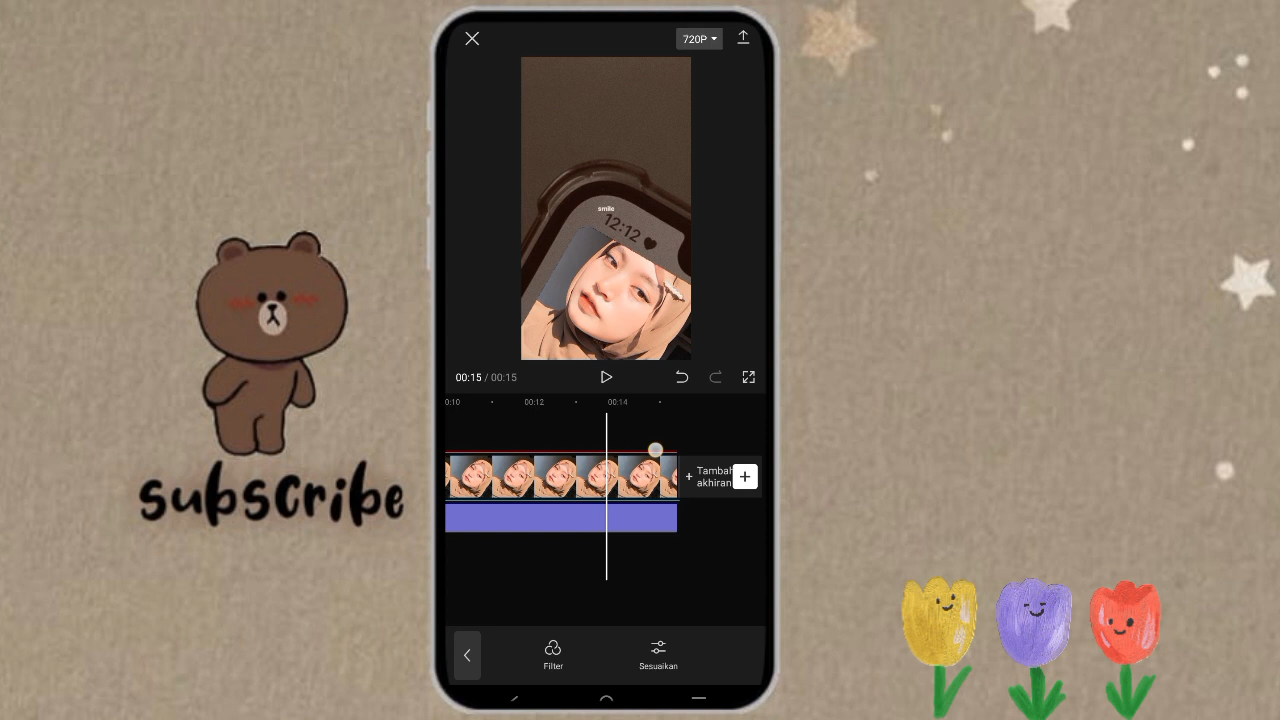 720P
smile
12:12
00:15 / 00:15
0:10
00:12
00:14
+ Tambah
akhiran
+
subscribe
Filter
Sesuaikan